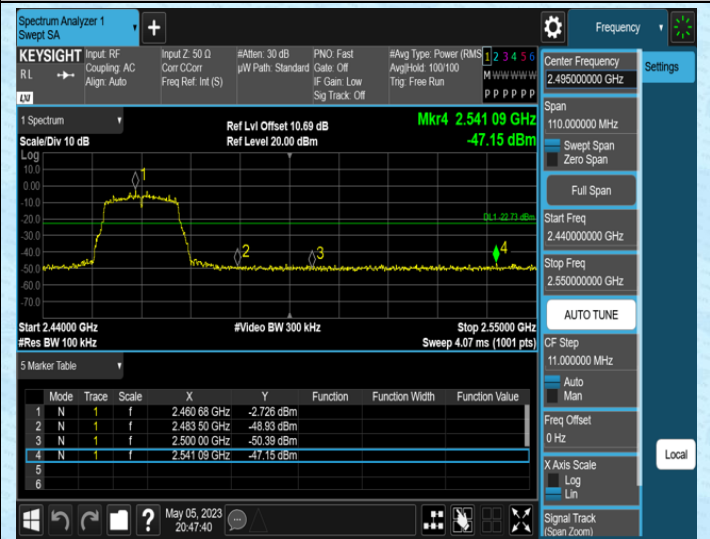 Spectrum Analyzer 1
Swept SA
+
Frequency
KEYSIGHT
RL
LXI
Input: RF
Coupling: AC
Align: Auto
Input Z: 50 Ω
Corr CCorr
Freq Ref: Int (S)
#Atten: 30 dB
µW Path: Standard
PNO: Fast
Gate: Off
IF Gain: Low
Sig Track: Off
#Avg Type: Power (RMS
Avg|Hold: 100/100
Trig: Free Run
1 2 3 4 5 6
M W W W W W
P P P P P P
1 Spectrum
Scale/Div 10 dB
Ref Lvl Offset 10.69 dB
Ref Level 20.00 dBm
Mkr4 2.541 09 GHz
-47.15 dBm
Log
10.0
0.00
-10.0
-20.0
-30.0
-40.0
-50.0
-60.0
-70.0
1
2
3
4
DL1 -22.73 dBm
Start 2.44000 GHz
#Res BW 100 kHz
#Video BW 300 kHz
Stop 2.55000 GHz
Sweep 4.07 ms (1001 pts)
5 Marker Table
Mode Trace Scale X Y Function Function Width Function Value
1 N 1 f 2.460 68 GHz -2.726 dBm
2 N 1 f 2.483 50 GHz -48.93 dBm
3 N 1 f 2.500 00 GHz -50.39 dBm
4 N 1 f 2.541 09 GHz -47.15 dBm
5
6
?
May 05, 2023
20:47:40
Center Frequency
2.495000000 GHz
Span
110.000000 MHz
Swept Span
Zero Span
Full Span
Start Freq
2.440000000 GHz
Stop Freq
2.550000000 GHz
AUTO TUNE
CF Step
11.000000 MHz
Auto
Man
Freq Offset
0 Hz
X Axis Scale
Log
Lin
Signal Track
(Span Zoom)
Settings
Local